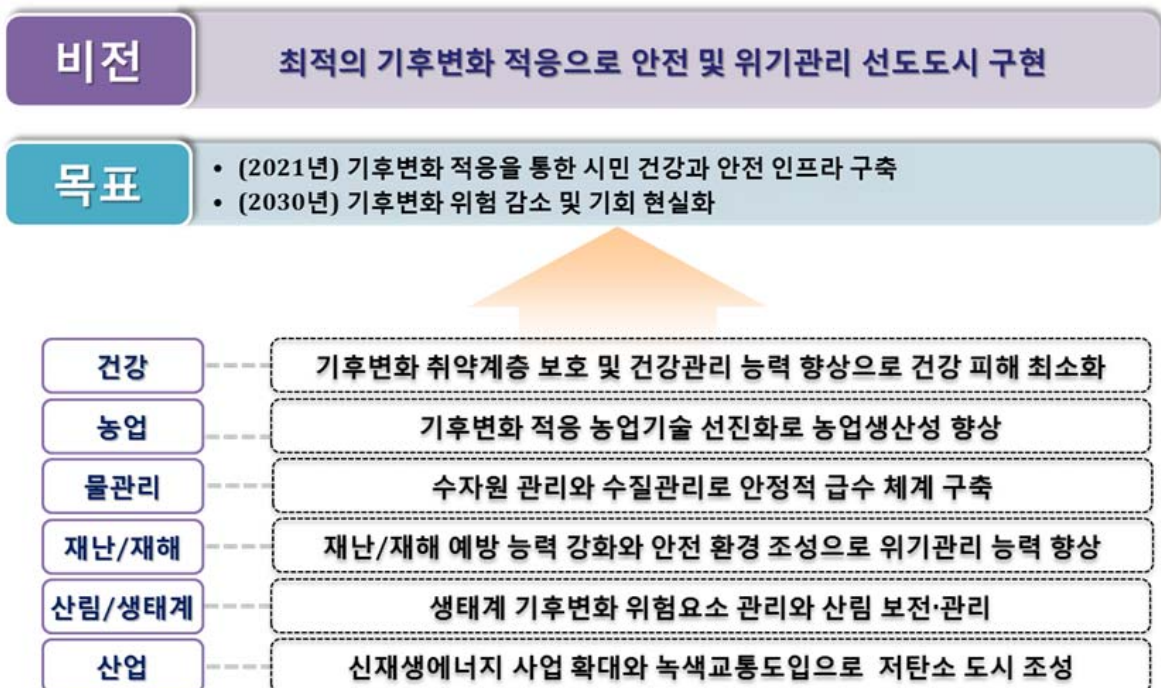 비전
최적의 기후변화 적응으로 안전 및 위기관리 선도도시 구현
목표
• (2021년) 기후변화 적응을 통한 시민 건강과 안전 인프라 구축
• (2030년) 기후변화 위험 감소 및 기회 현실화
건강
기후변화 취약계층 보호 및 건강관리 능력 향상으로 건강 피해 최소화
농업
기후변화 적응 농업기술 선진화로 농업생산성 향상
물관리
수자원 관리와 수질관리로 안정적 급수 체계 구축
재난/재해
재난/재해 예방 능력 강화와 안전 환경 조성으로 위기관리 능력 향상
산림/생태계
생태계 기후변화 위험요소 관리와 산림 보전·관리
산업
신재생에너지 사업 확대와 녹색교통도입으로 저탄소 도시 조성